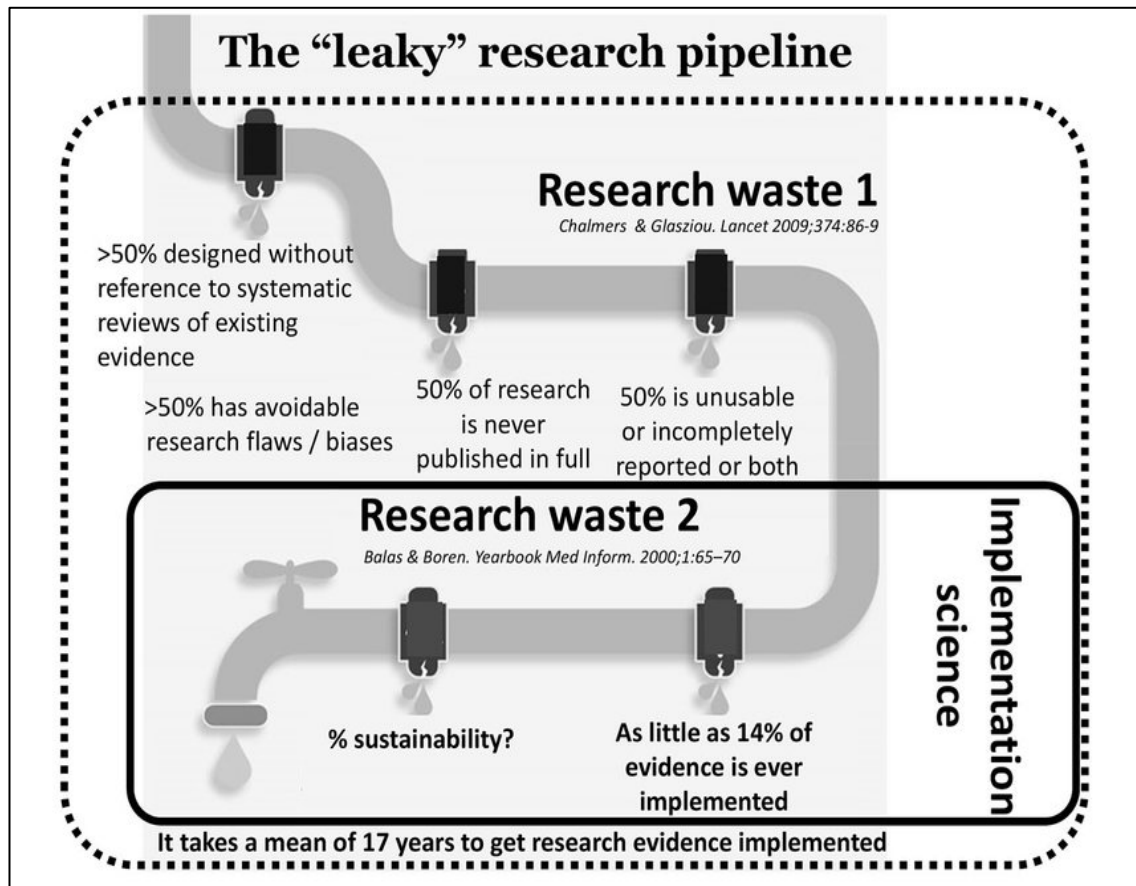 The “leaky” research pipeline
Research waste 1
Chalmers & Glasziou. Lancet 2009;374:86-9
>50% designed without
reference to systematic
reviews of existing
evidence
>50% has avoidable
research flaws / biases
50% of research
is never
published in full
50% is unusable
or incompletely
reported or both
Research waste 2
Balas & Boren. Yearbook Med Inform. 2000;1:65–70
% sustainability?
As little as 14% of
evidence is ever
implemented
Implementation
science
It takes a mean of 17 years to get research evidence implemented